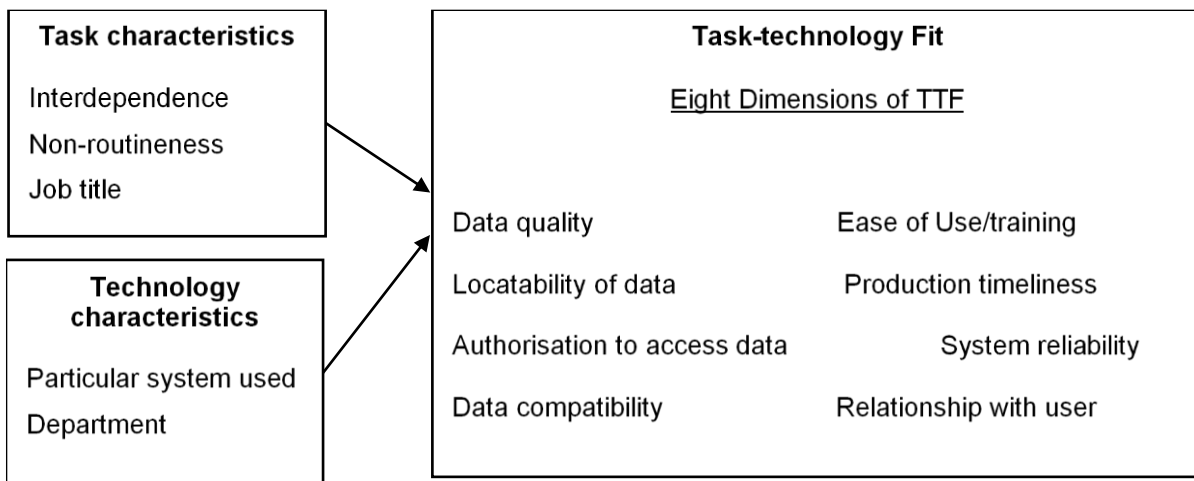 Task characteristics
Interdependence
Non-routineness
Job title
Technology
characteristics
Particular system used
Department
Task-technology Fit
Eight Dimensions of TTF
Data quality
Ease of Use/training
Locatability of data
Production timeliness
Authorisation to access data
System reliability
Data compatibility
Relationship with user